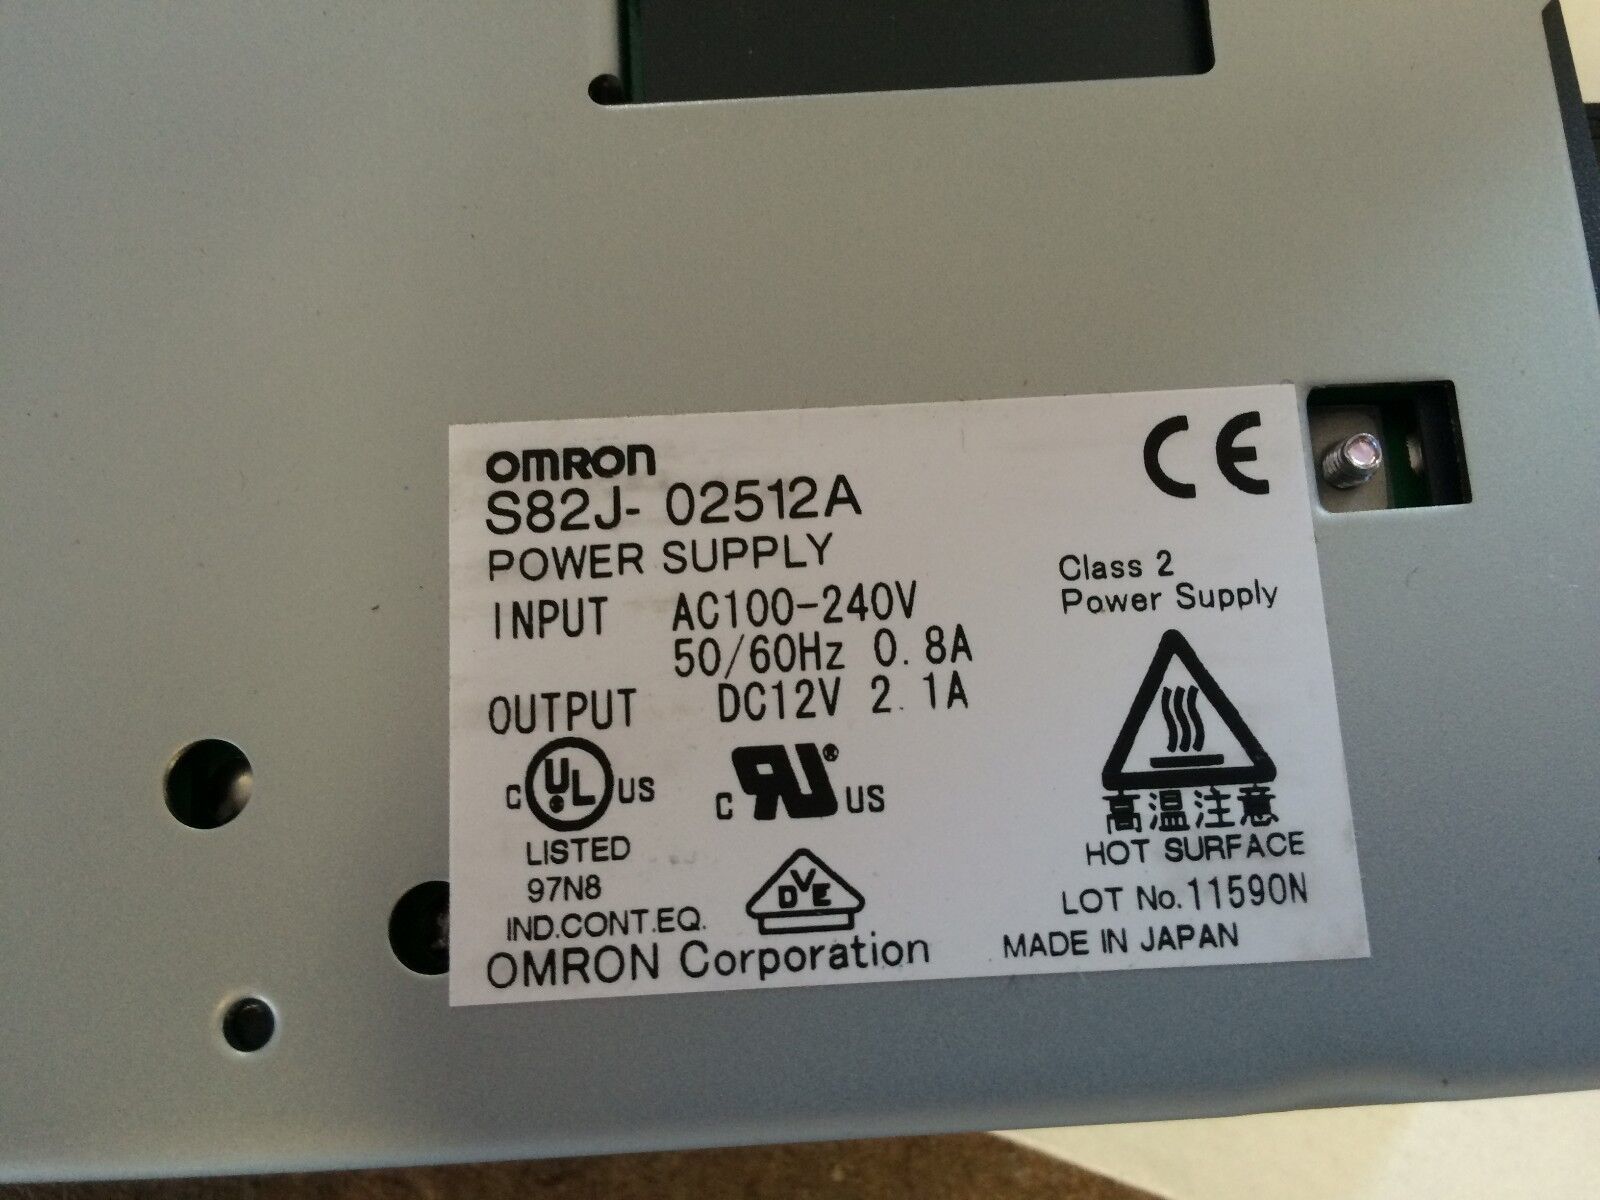 OMRON
S82J- 02512A
POWER SUPPLY
INPUT AC100-240V
50/60Hz 0.8A
OUTPUT DC12V 2.1A
CE
Class 2
Power Supply
C UL US
LISTED
97N8
IND.CONT.EQ.
C RU® US
DVE
高温注意
HOT SURFACE
LOT No.11590N
OMRON Corporation
MADE IN JAPAN